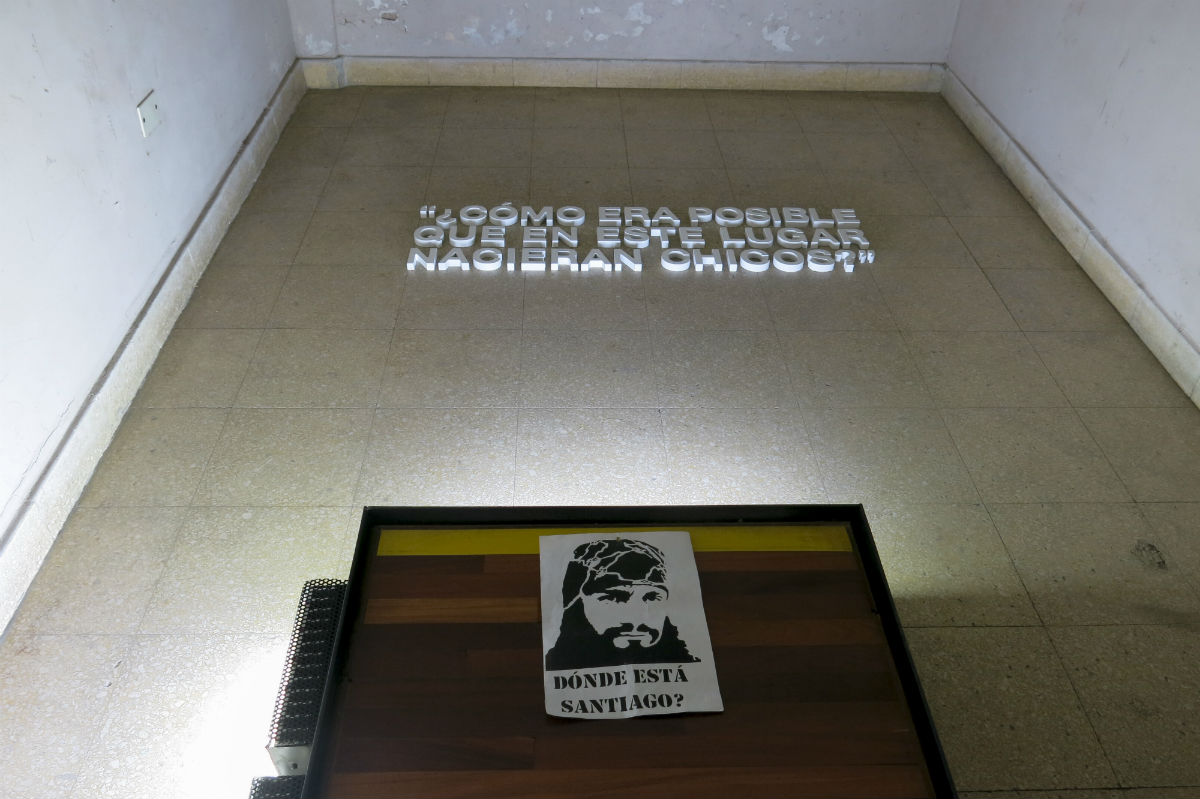 "¿CÓMO ERA POSIBLE
QUE EN ESTE LUGAR
NACIERAN CHICOS?"
DÓNDE ESTÁ
SANTIAGO?